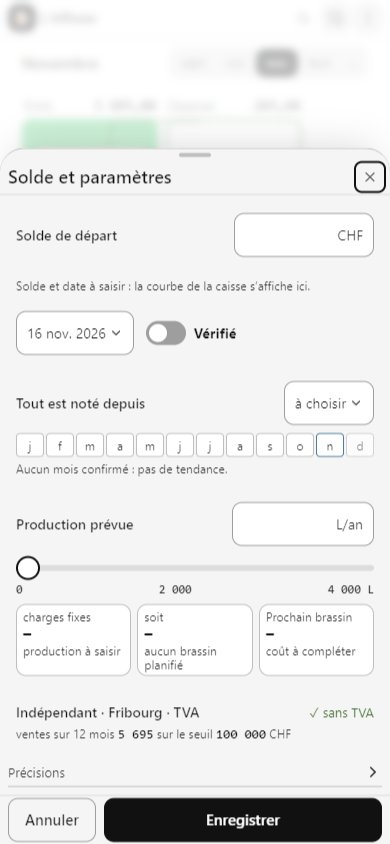 Solde et paramètres
Solde de départ
CHF
Solde et date à saisir : la courbe de la caisse s'affiche ici.
16 nov. 2026
Vérifié
Tout est noté depuis
à choisir
j f m a m j j a s o n d
Aucun mois confirmé : pas de tendance.
Production prévue
L/an
0 2 000 4 000 L
charges fixes
–
production à saisir
soit
–
aucun brassin
planifié
Prochain brassin
–
coût à compléter
Indépendant · Fribourg · TVA
✓ sans TVA
ventes sur 12 mois 5 695 sur le seuil 100 000 CHF
Précisions
Annuler
Enregistrer